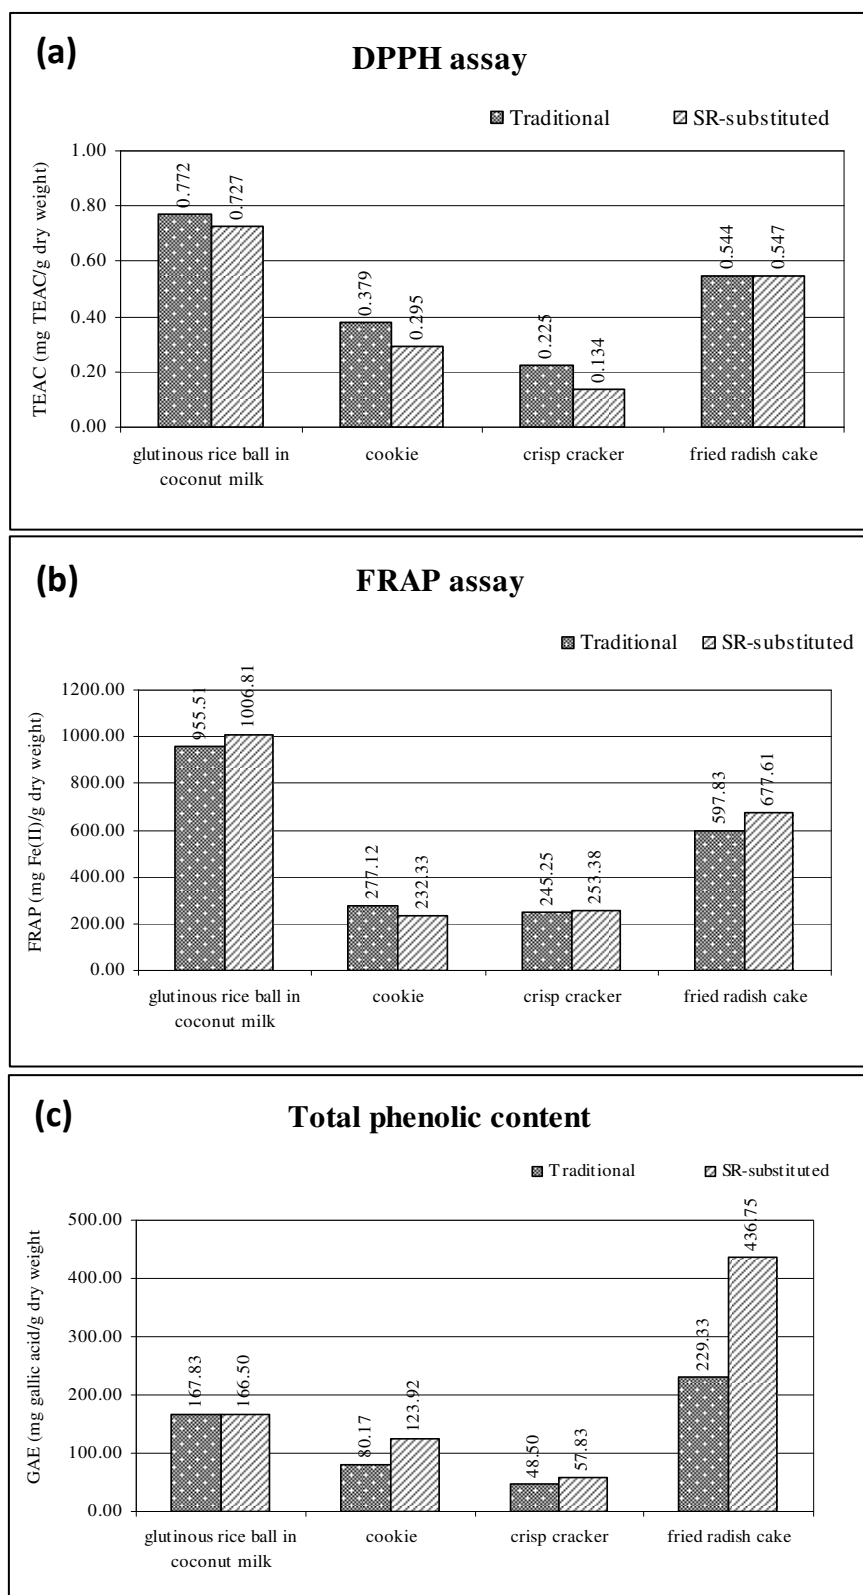 (a)
DPPH assay
Traditional SR-substituted
TEAC (mg TEAC/g dry weight)
1.00
0.80
0.60
0.40
0.20
0.00
0.772
0.727
0.379
0.295
0.225
0.134
0.544
0.547
glutinous rice ball in
coconut milk
cookie
crisp cracker
fried radish cake
(b)
FRAP assay
Traditional SR-substituted
FRAP (mg Fe(II)/g dry weight)
1200.00
1000.00
800.00
600.00
400.00
200.00
0.00
955.51
1006.81
277.12
232.33
245.25
253.38
597.83
677.61
glutinous rice ball in
coconut milk
cookie
crisp cracker
fried radish cake
(c)
Total phenolic content
Traditional SR-substituted
GAE (mg gallic acid/g dry weight
500.00
400.00
300.00
200.00
100.00
0.00
167.83
166.50
80.17
123.92
48.50
57.83
229.33
436.75
glutinous rice ball in
coconut milk
cookie
crisp cracker
fried radish cake